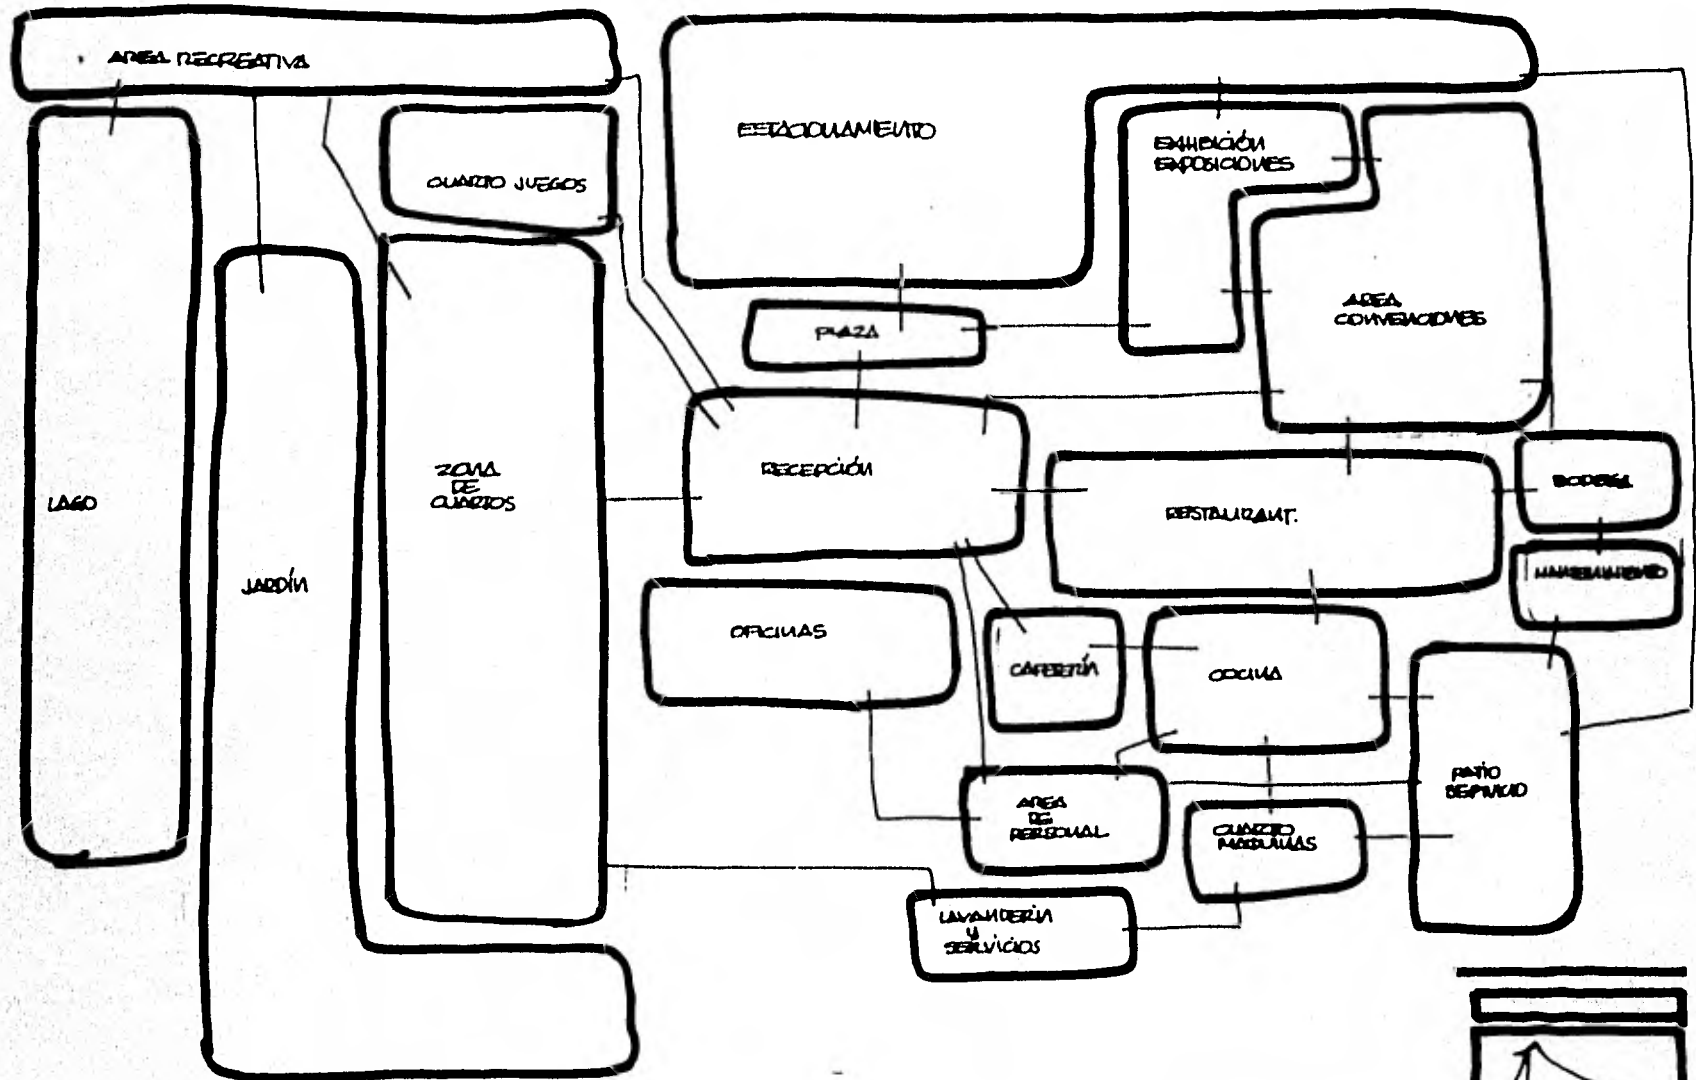 AREA RECREATIVA
ESTACIONAMIENTO
EXHIBICIÓN
EXPOSICIONES
CUARTO JUEGOS
AREA
CONVENCIONES
PLAZA
ZONA
DE
CUARTOS
RECEPCIÓN
LAGO
RESTAURANT.
BODEGA
MANTENIMIENTO
JARDÍN
OFICINAS
CAFETERÍA
COCINA
PATIO
SERVICIO
AREA
DE
PERSONAL
CUARTO
MAQUINAS
LAVANDERÍA
Y
SERVICIOS